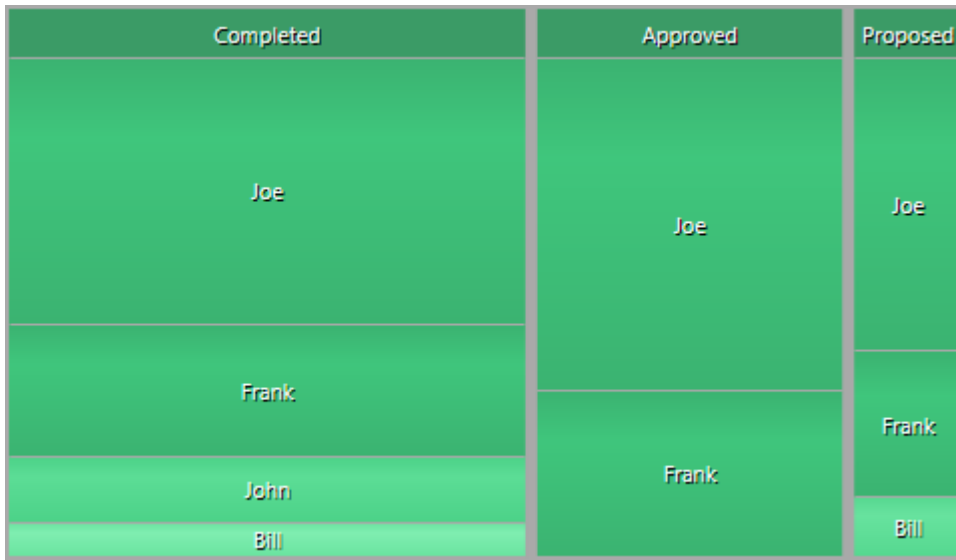 Completed
Joe
Frank
John
Bill
Approved
Joe
Frank
Proposed
Joe
Frank
Bill